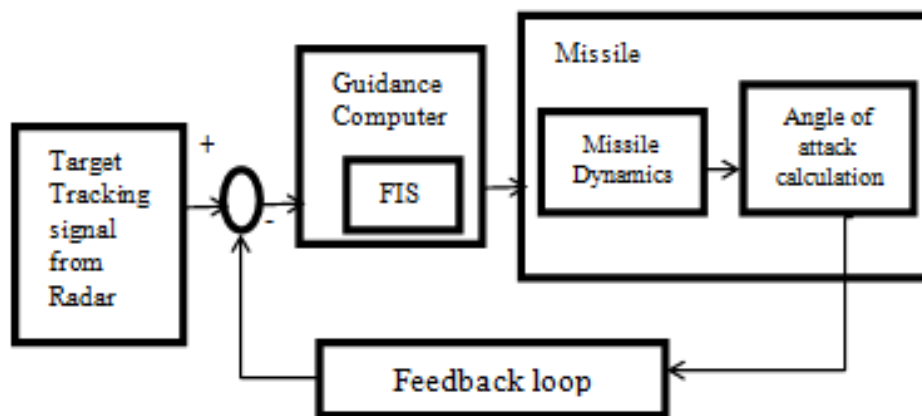 Target
Tracking
signal
from
Radar
+
-
Guidance
Computer
FIS
Missile
Missile
Dynamics
Angle of
attack
calculation
Feedback loop